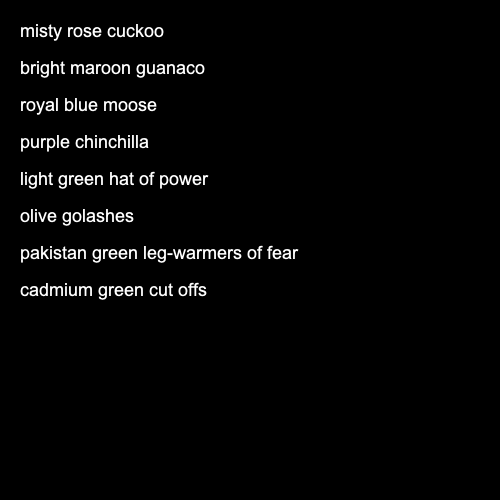 misty rose cuckoo
bright maroon guanaco
royal blue moose
purple chinchilla
light green hat of power
olive golashes
pakistan green leg-warmers of fear
cadmium green cut offs